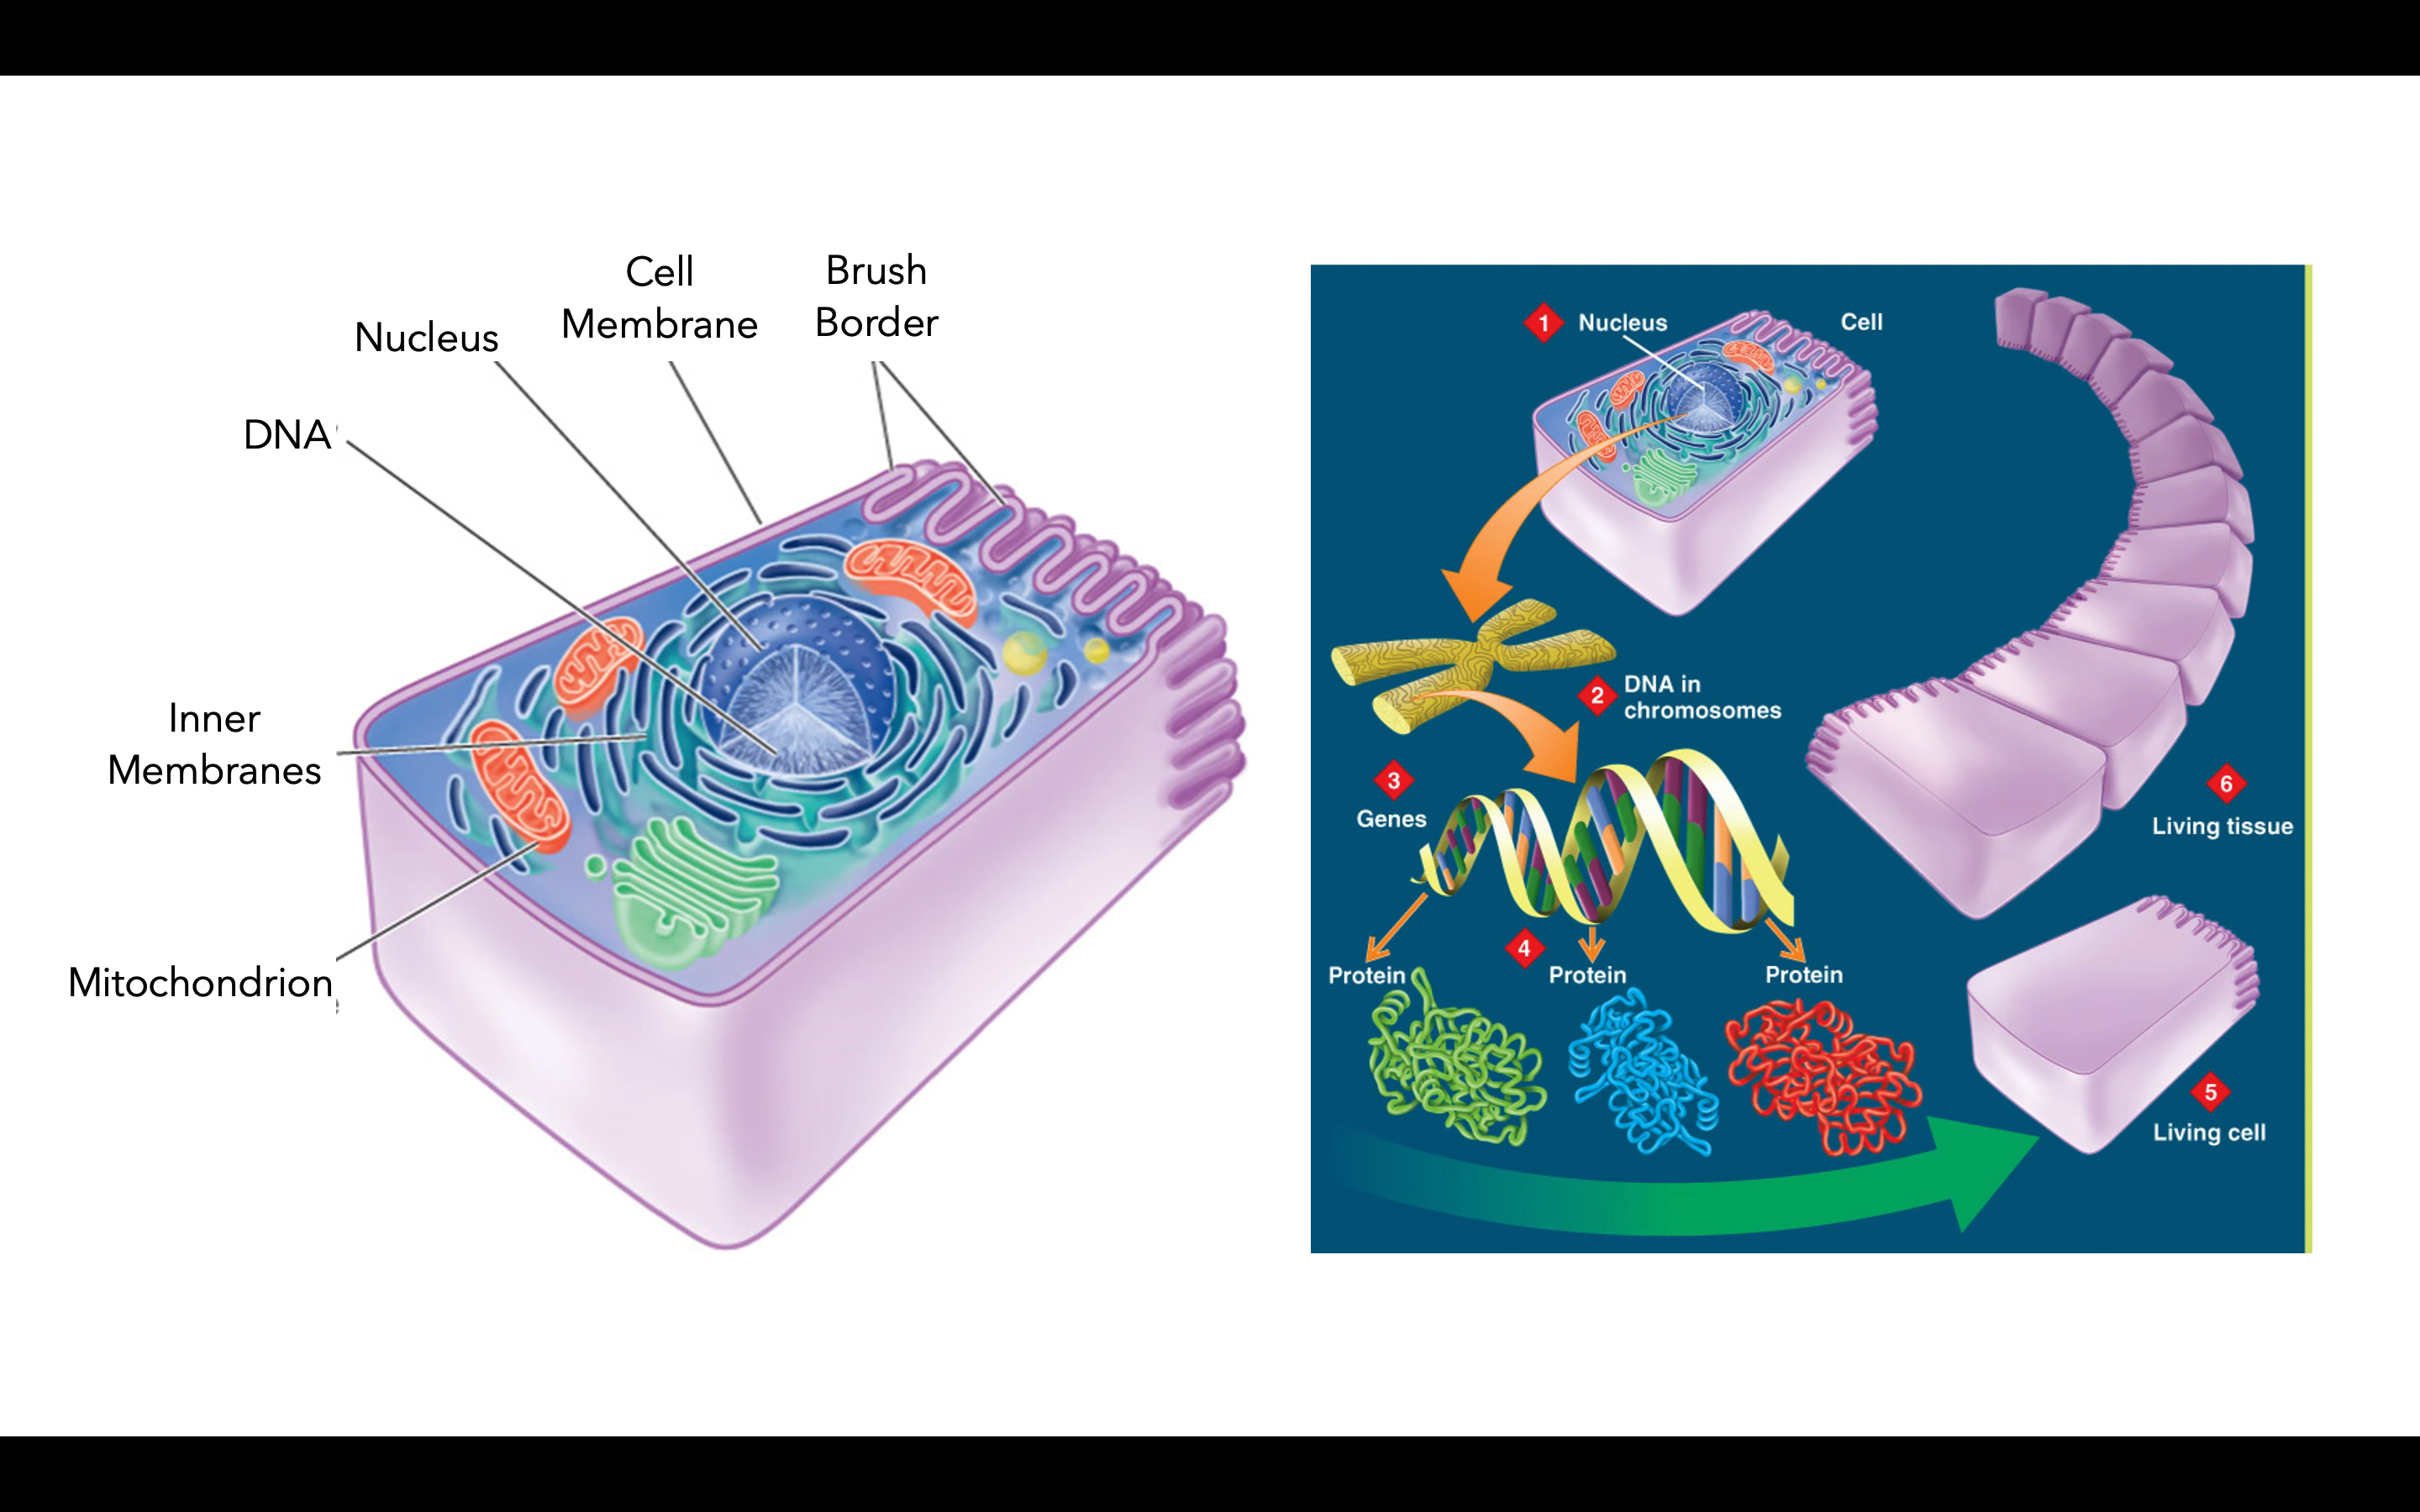 Cell
Membrane
Brush
Border
Nucleus
DNA
Inner
Membranes
Mitochondrion
1 Nucleus
Cell
2 DNA in
chromosomes
3
Genes
4
Protein
Protein
Protein
6
Living tissue
5
Living cell